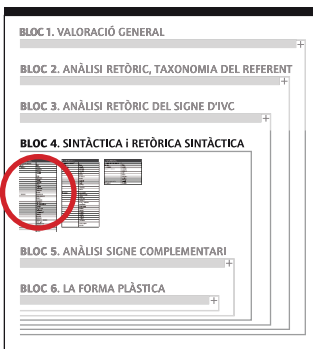 BLOC 1. VALORACIÓ GENERAL
+
BLOC 2. ANÀLISI RETÒRIC, TAXONOMIA DEL REFERENT
+
BLOC 3. ANÀLISI RETÒRIC DEL SIGNE D'IVC
+
BLOC 4. SINTÀCTICA i RETÒRICA SINTÀCTICA
BLOC 5. ANÀLISI SIGNE COMPLEMENTARI
+
BLOC 6. LA FORMA PLÀSTICA
+